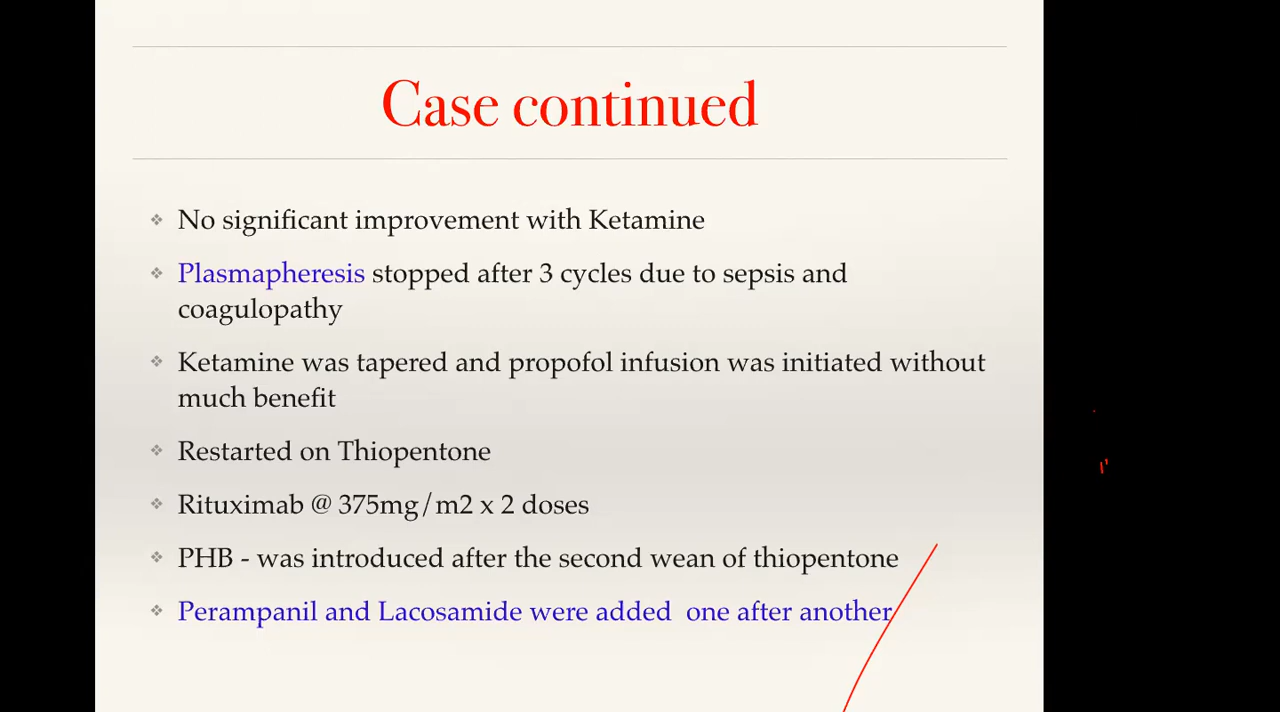 Case continued
No significant improvement with Ketamine
Plasmapheresis stopped after 3 cycles due to sepsis and
coagulopathy
Ketamine was tapered and propofol infusion was initiated without
much benefit
Restarted on Thiopentone
Rituximab @ 375mg/m2 x 2 doses
PHB - was introduced after the second wean of thiopentone
Perampanil and Lacosamide were added  one after another